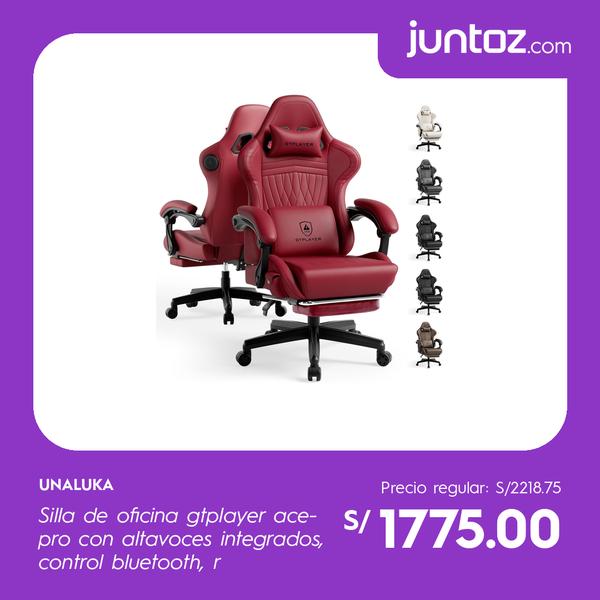 juntoz.com
GTPLAYER
GTPLAYER
UNALUKA
Silla de oficina gtplayer ace-
pro con altavoces integrados,
control bluetooth, r
Precio regular: S/2218.75
S/ 1775.00